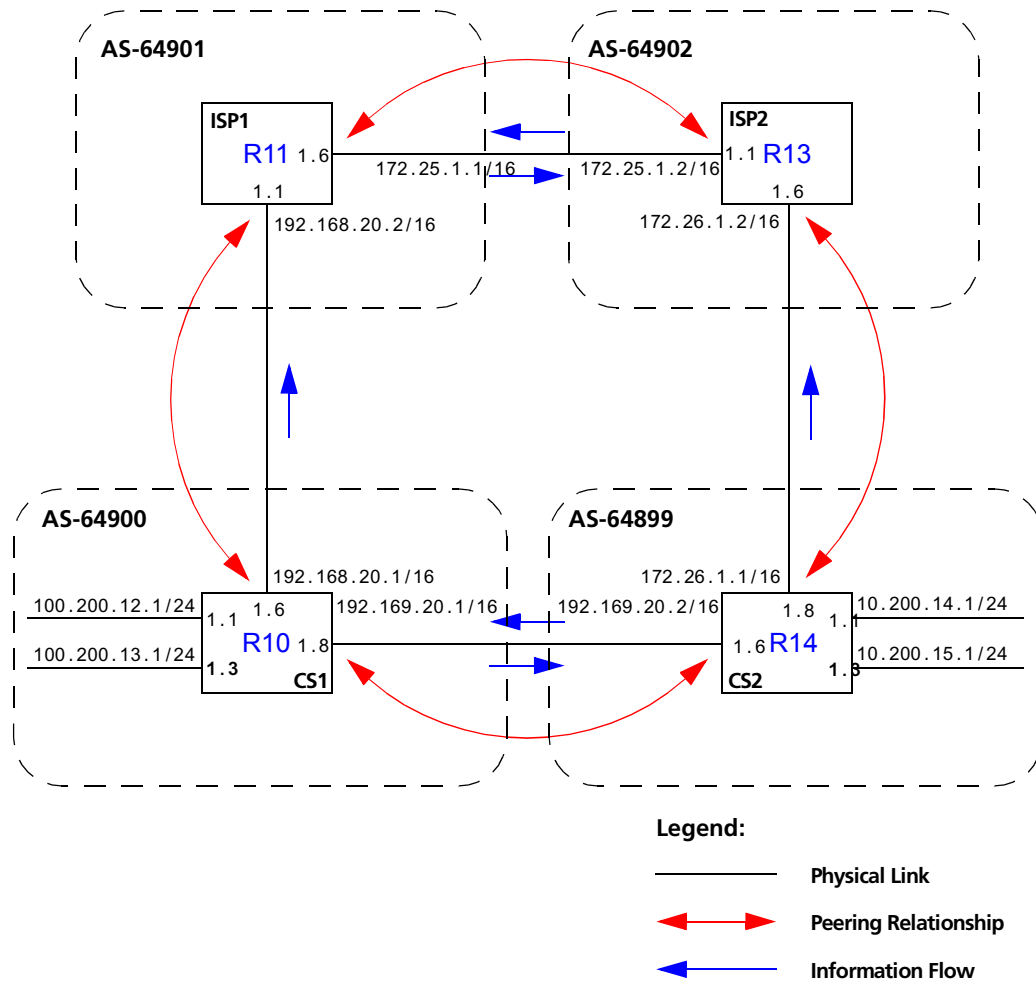 AS-64901
AS-64902
ISP1
R11
1.6
1.1
172.25.1.1/16
172.25.1.2/16
ISP2
1.1
R13
1.6
192.168.20.2/16
172.26.1.2/16
AS-64900
AS-64899
192.168.20.1/16
172.26.1.1/16
100.200.12.1/24
1.1
1.6
192.169.20.1/16
192.169.20.2/16
1.8
1.1
10.200.14.1/24
100.200.13.1/24
1.3
R10
1.8
CS1
1.6
R14
CS2
1.3
10.200.15.1/24
Legend:
Physical Link
Peering Relationship
Information Flow